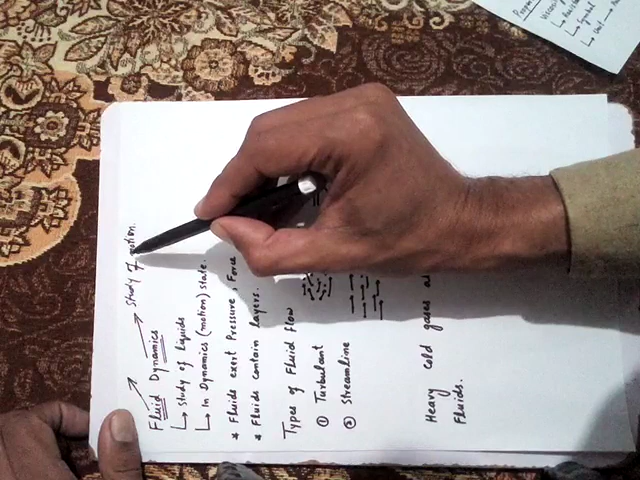 Study of motion.
Fluid Dynamics
↳ Study of Liquids
↳ In Dynamics (motion) state.
* Fluids exert Pressure, Force
* Fluids contain layers.
Types of Fluid Flow
① Turbulant
② Streamline
Heavy cold gases
Fluids.